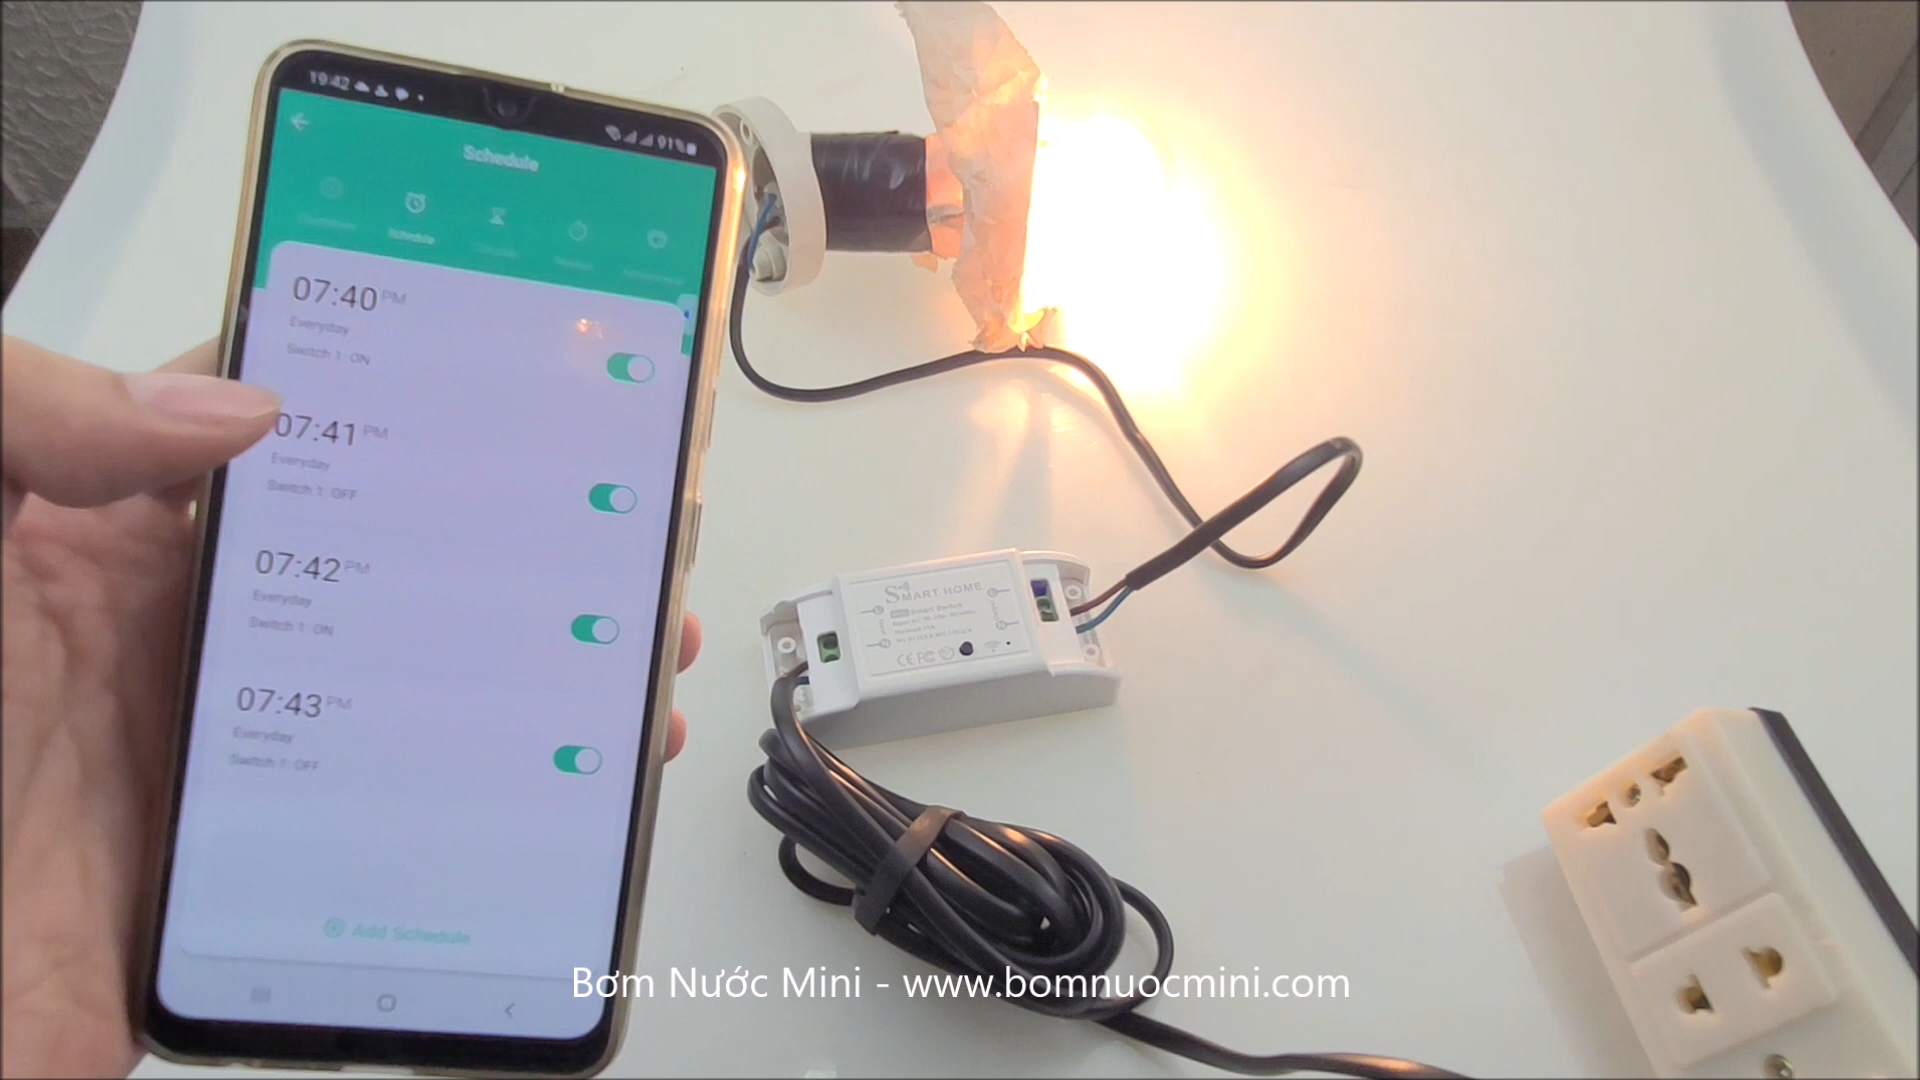 19:42
91%
Schedule
Schedule
07:40 PM
Everyday
Switch 1: ON
07:41 PM
Everyday
Switch 1: OFF
07:42 PM
Everyday
Switch 1: ON
07:43 PM
Everyday
Switch 1: OFF
Add Schedule
SMART HOME
Smart Switch
CE FC
Bơm Nước Mini - www.bomnuocmini.com